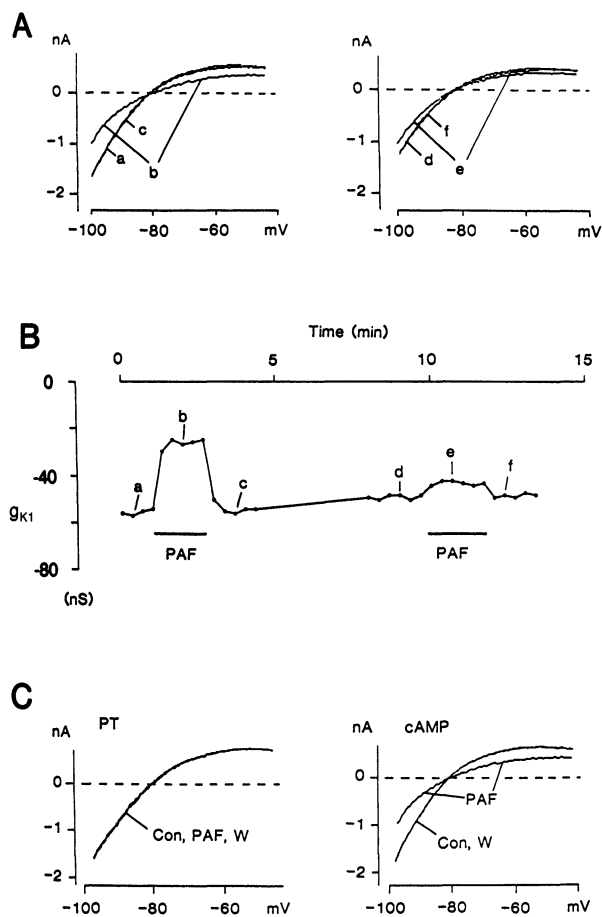 A
nA
0
-1
-2
a
b
c
-100 -80 -60 mV
nA
0
-1
-2
d
e
f
-100 -80 -60 mV
B
Time (min)
0 5 10 15
0
-40
-80
gK1
(nS)
a
b
c
d
e
f
PAF
PAF
C
nA
PT
0
-1
-2
Con, PAF, W
-100 -80 -60 mV
nA
cAMP
0
-1
-2
PAF
Con, W
-100 -80 -60 mV